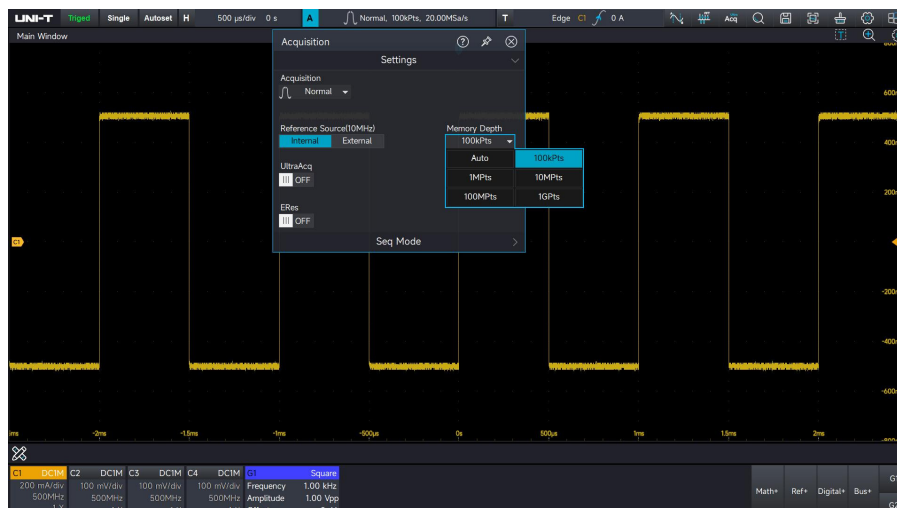 UNI-T Triged Single Autoset H 500 µs/div 0 s A Normal, 100kPts, 20.00MSa/s T Edge C1 0 A Acq
Main Window
Acquisition
Settings
Acquisition
Normal
Reference Source(10MHz) Memory Depth
Internal External 100kPts
Auto 100kPts
UltraAcq
OFF
1MPts 10MPts
100MPts 1GPts
ERes
OFF
Seq Mode
600
400
200
C1
-200
-400
-600
-2ms -1.5ms -1ms -500µs 0s 500µs 1ms 1.5ms 2ms
C1 DC1M C2 DC1M C3 DC1M C4 DC1M G1 Square
200 mA/div 100 mV/div 100 mV/div 100 mV/div Frequency 1.00 kHz
500MHz 500MHz 500MHz 500MHz Amplitude 1.00 Vpp
Math+ Ref+ Digital+ Bus+
G1
G2